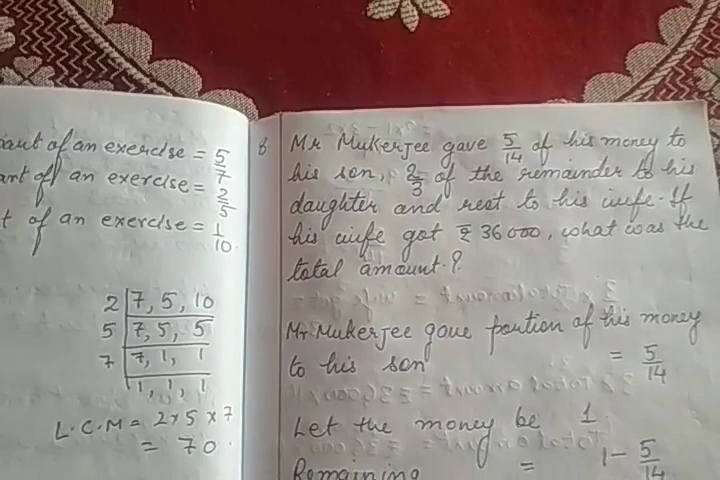 of an exercise = 5/7
of an exercise = 2/5
of an exercise = 1/10.
2 | 7, 5, 10
5 | 7, 5, 5
7 | 7, 1, 1
1, 1, 1
L.C.M = 2 x 5 x 7
= 70.
8 Mr Mukerjee gave 5/14 of his money to
his son, 2/3 of the remainder to his
daughter and rest to his wife. If
his wife got ₹ 36000, what was the
total amount.?
Mr. Mukerjee gave portion of his money
to his son = 5/14
Let the money be 1.
Remaining = 1 - 5/14